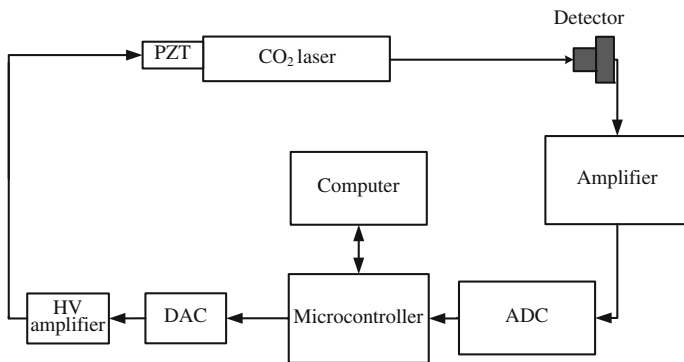 Detector
PZT
CO₂ laser
Amplifier
Computer
HV
amplifier
DAC
Microcontroller
ADC